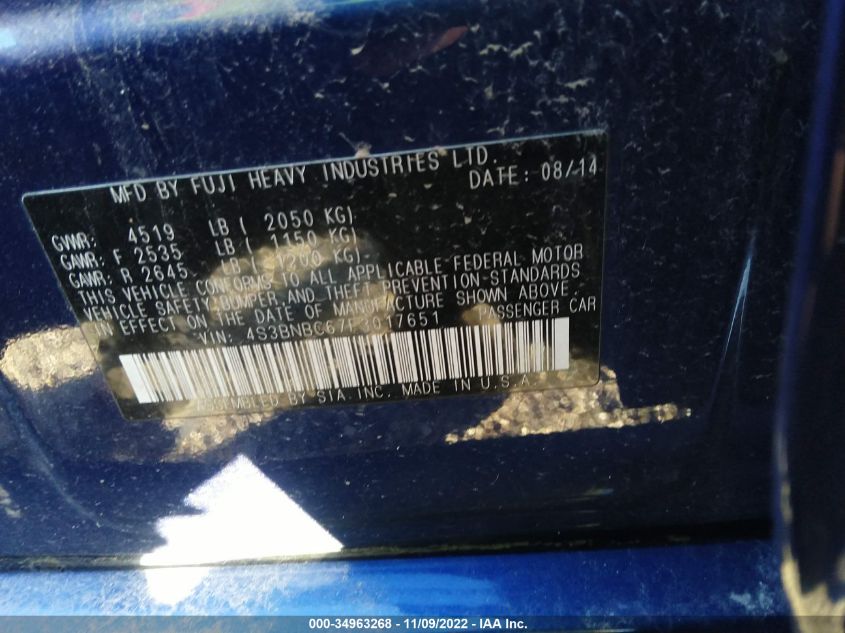 MFD BY FUJI HEAVY INDUSTRIES LTD.
DATE: 08/14
GVWR: 4519 LB ( 2050 KG)
GAWR: F 2535 LB ( 1150 KG)
GAWR: R 2645 LB ( 1200 KG)
THIS VEHICLE CONFORMS TO ALL APPLICABLE FEDERAL MOTOR
VEHICLE SAFETY, BUMPER, AND THEFT PREVENTION STANDARDS
IN EFFECT ON THE DATE OF MANUFACTURE SHOWN ABOVE.
VIN: PASSENGER CAR
ASSEMBLED BY SIA.INC. MADE IN U.S.A.
000-34963268 - 11/09/2022 - IAA Inc.